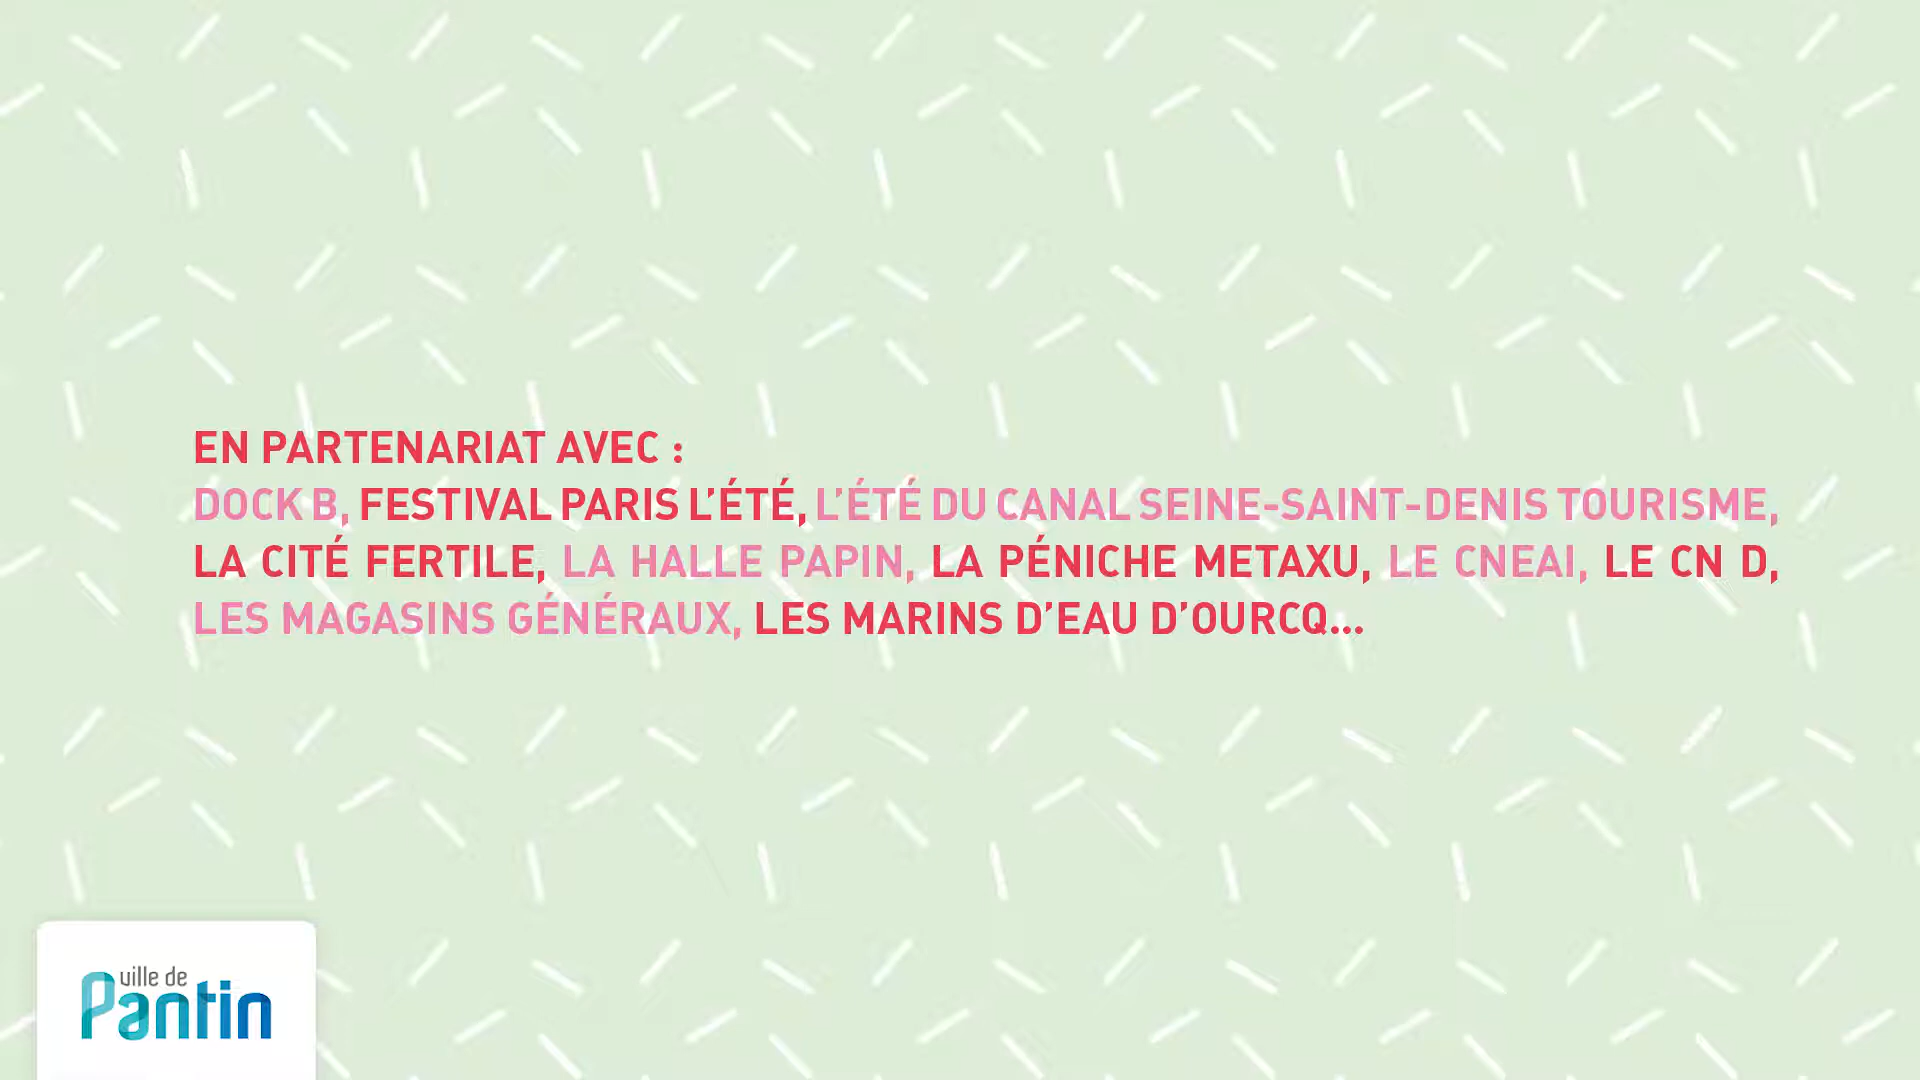 EN PARTENARIAT AVEC :
DOCK B, FESTIVAL PARIS L’ÉTÉ, L’ÉTÉ DU CANAL SEINE-SAINT-DENIS TOURISME,
LA CITÉ FERTILE, LA HALLE PAPIN, LA PÉNICHE METAXU, LE CNEAI, LE CN D,
LES MAGASINS GÉNÉRAUX, LES MARINS D’EAU D’OURCQ...
ville de
Pantin